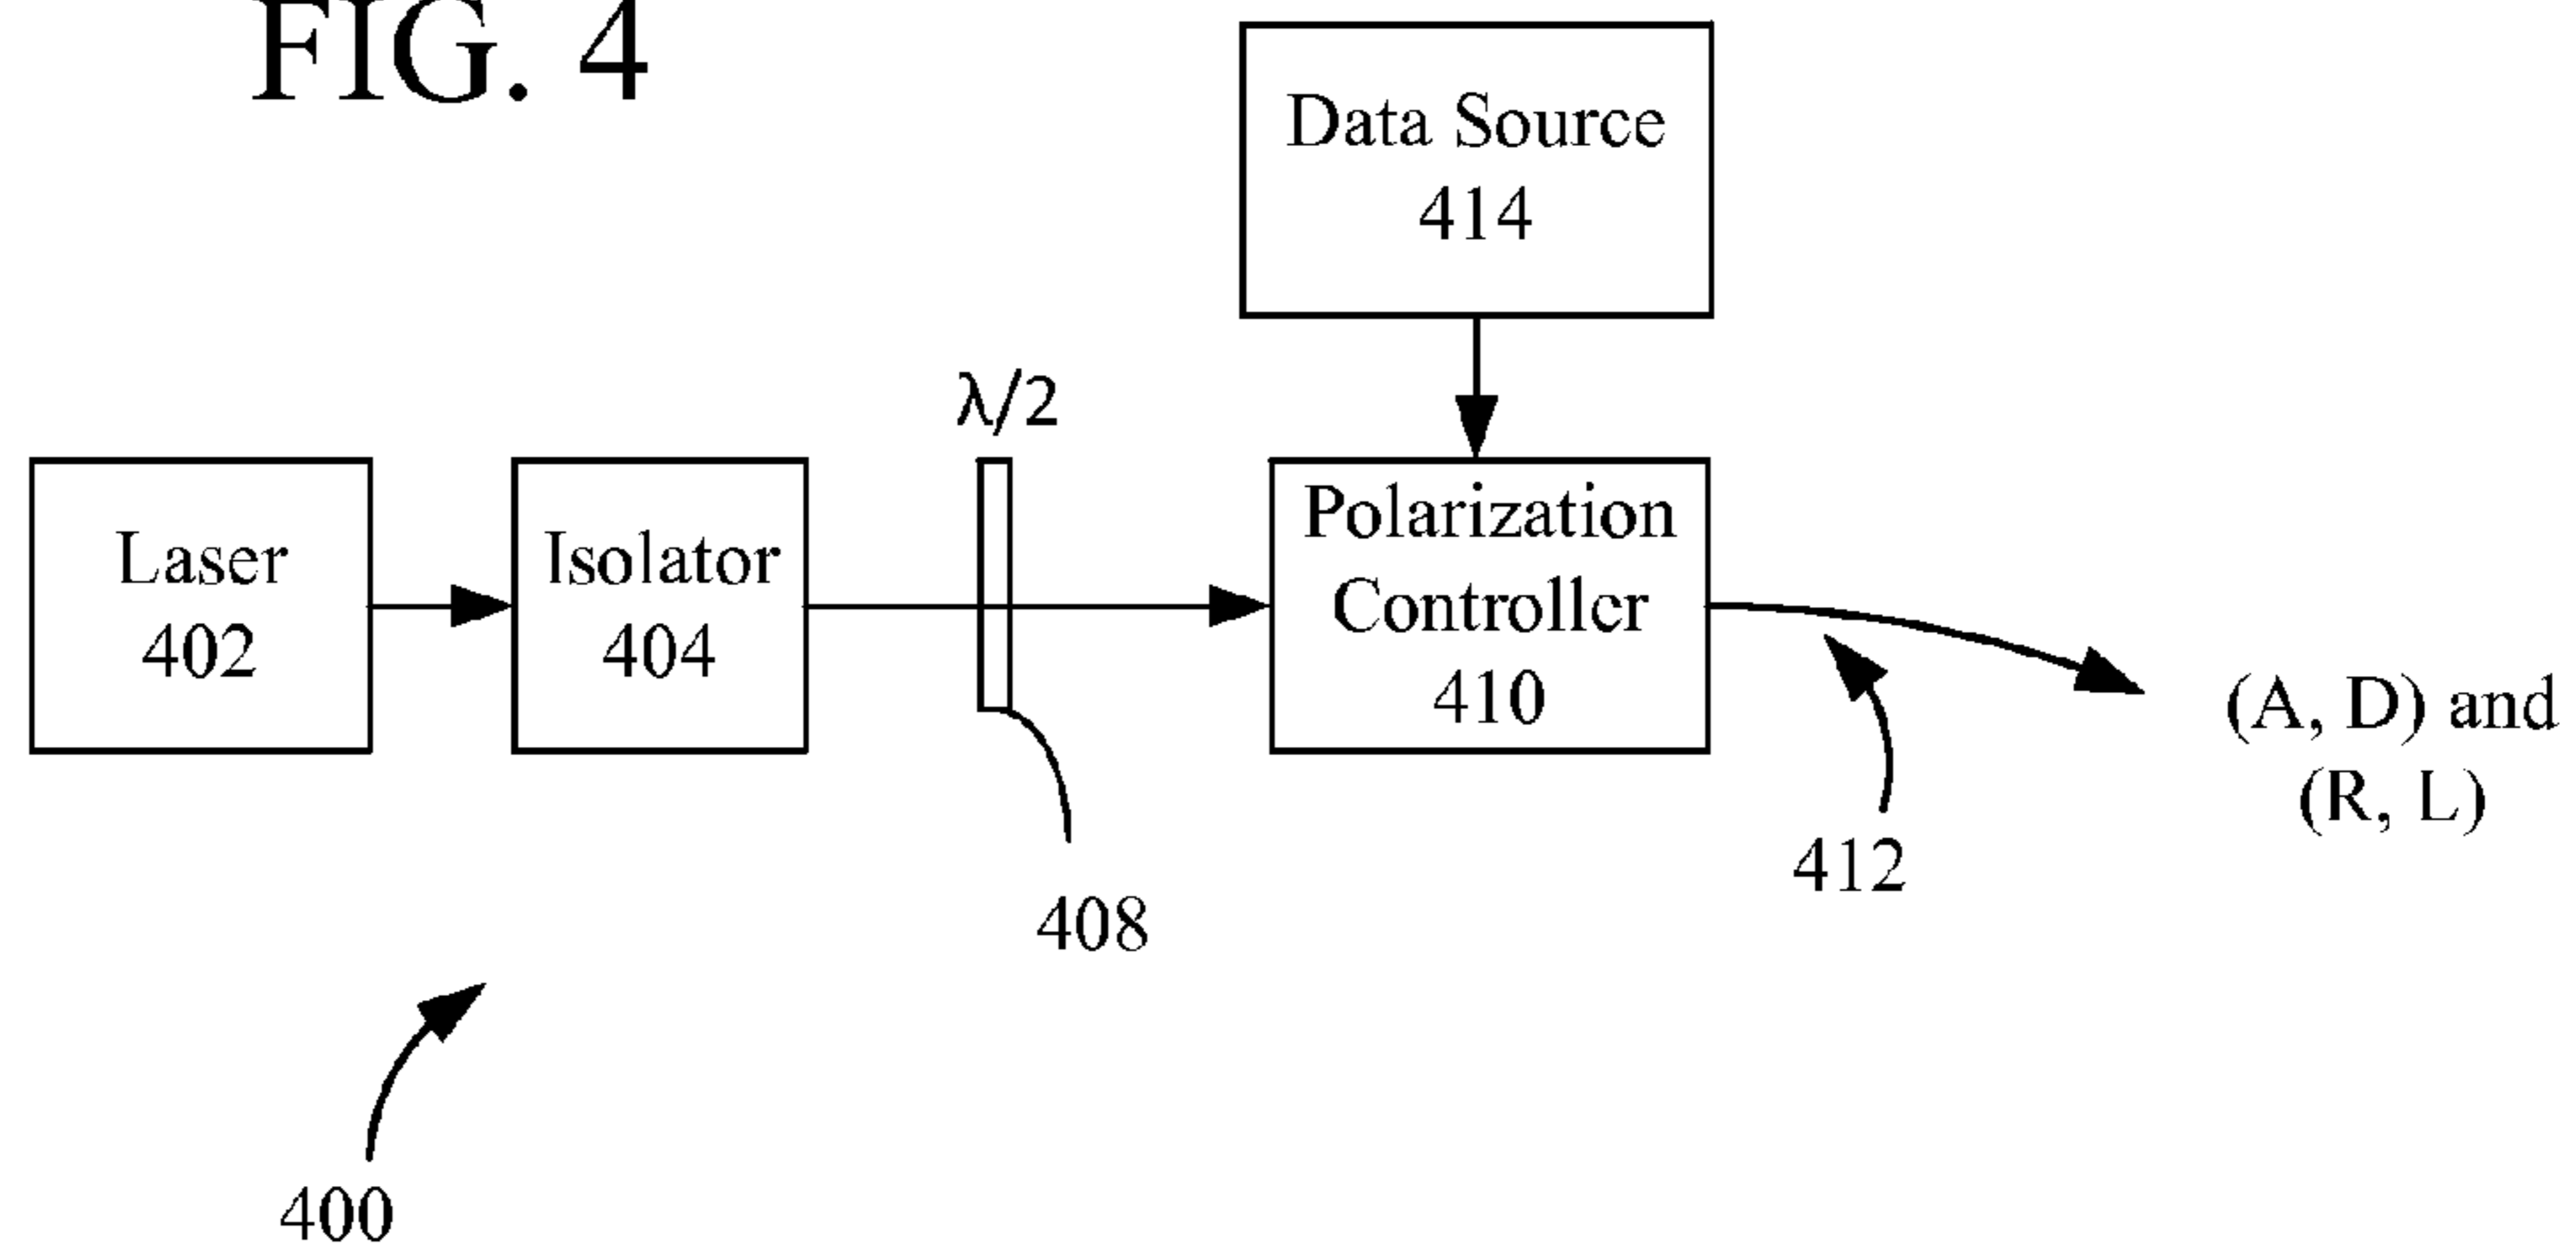 FIG. 4
Data Source
414
λ/2
Laser
402
Isolator
404
Polarization
Controller
410
(A, D) and
(R, L)
412
408
400